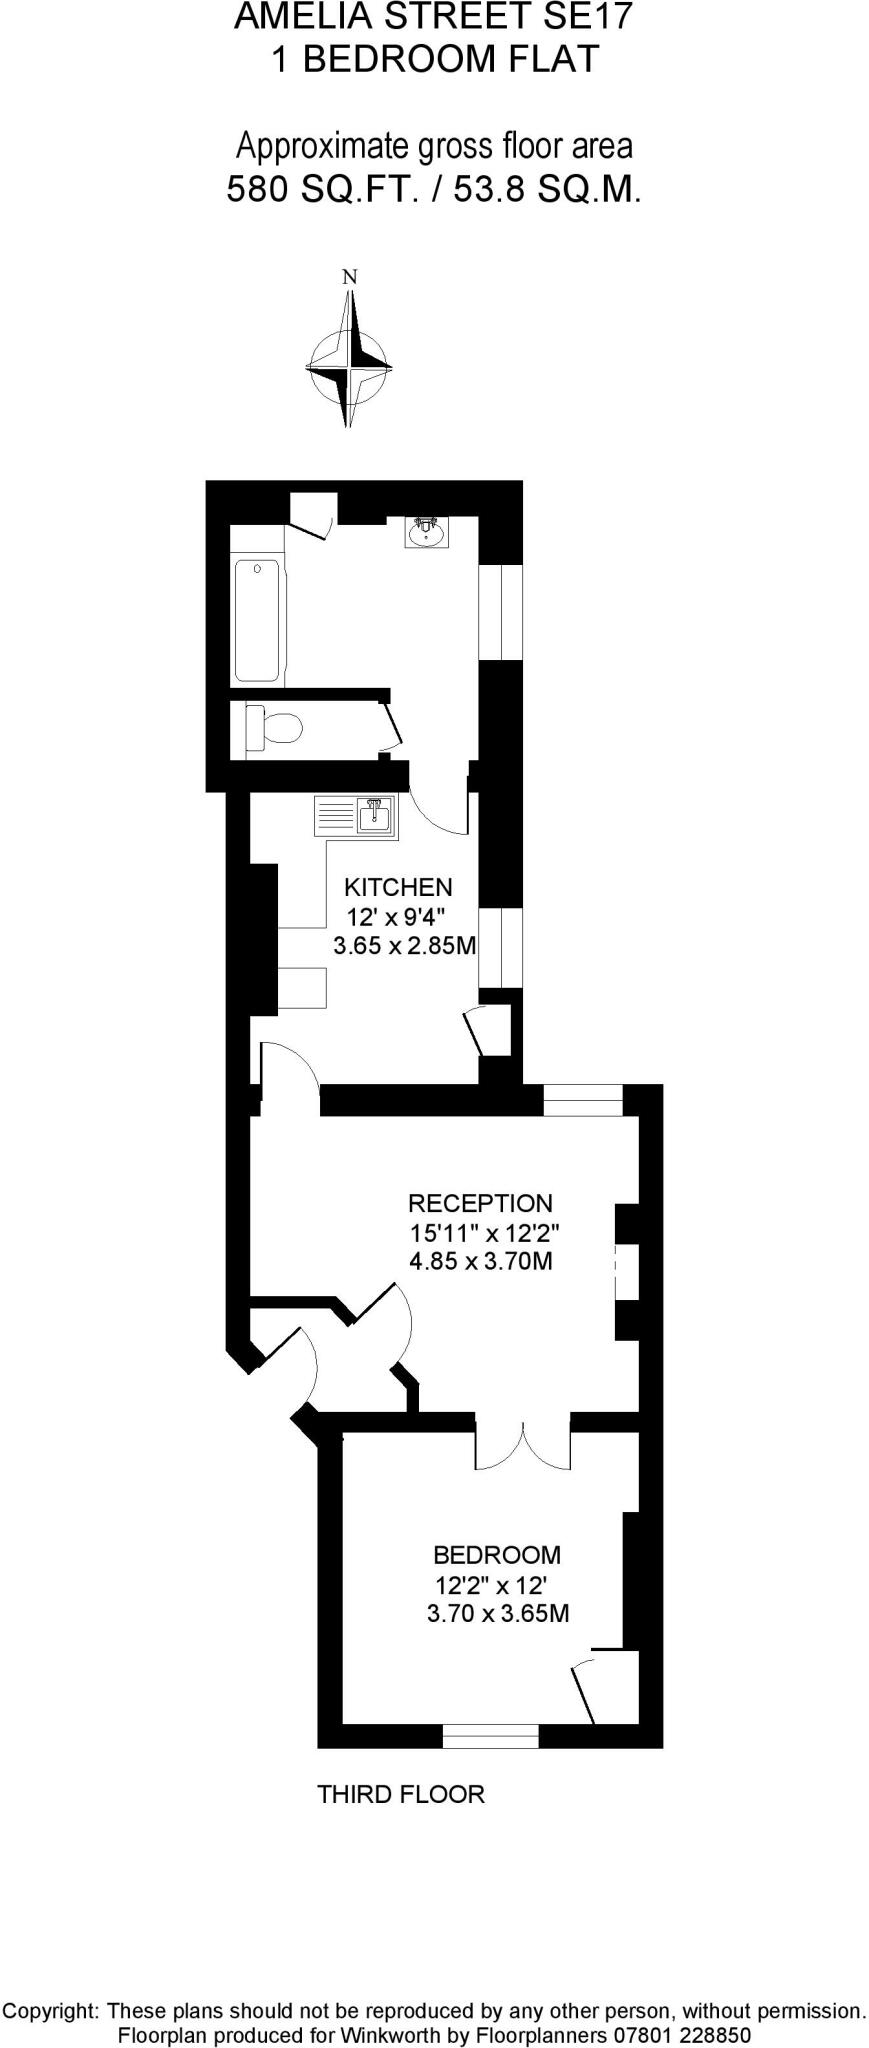 AMELIA STREET SE17
1 BEDROOM FLAT
Approximate gross floor area
580 SQ.FT. / 53.8 SQ.M.
N
KITCHEN
12' x 9'4"
3.65 x 2.85M
RECEPTION
15'11" x 12'2"
4.85 x 3.70M
BEDROOM
12'2" x 12'
3.70 x 3.65M
THIRD FLOOR
Copyright: These plans should not be reproduced by any other person, without permission.
Floorplan produced for Winkworth by Floorplanners 07801 228850